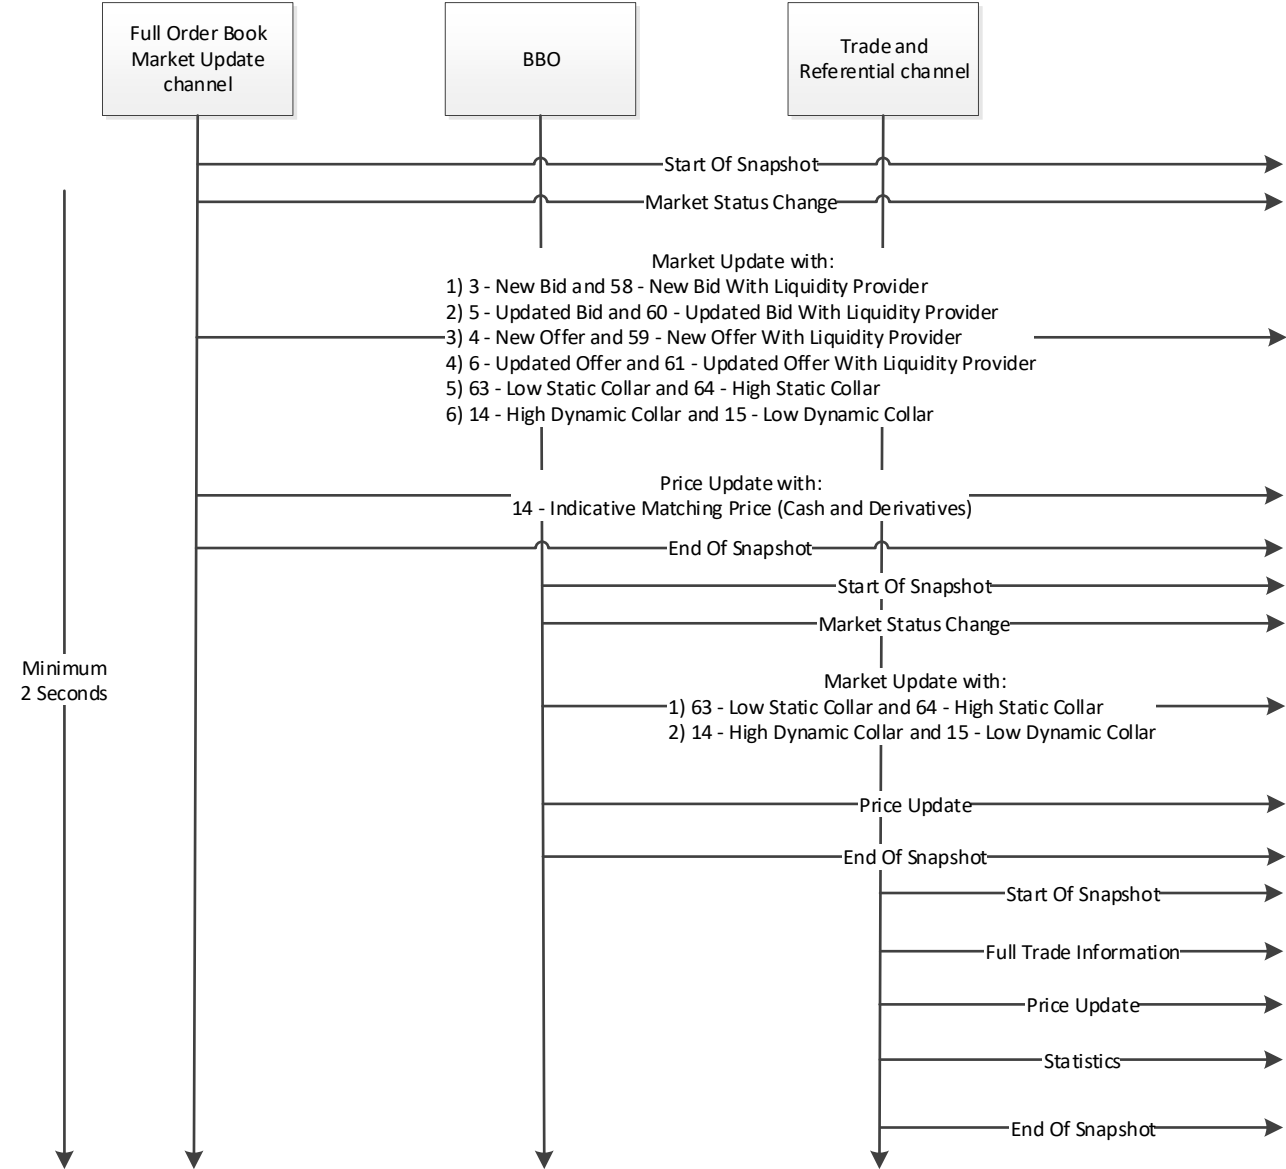 Full Order Book
Market Update
channel
BBO
Trade and
Referential channel
Start Of Snapshot
Market Status Change
Market Update with:
1) 3 - New Bid and 58 - New Bid With Liquidity Provider
2) 5 - Updated Bid and 60 - Updated Bid With Liquidity Provider
3) 4 - New Offer and 59 - New Offer With Liquidity Provider
4) 6 - Updated Offer and 61 - Updated Offer With Liquidity Provider
5) 63 - Low Static Collar and 64 - High Static Collar
6) 14 - High Dynamic Collar and 15 - Low Dynamic Collar
Price Update with:
14 - Indicative Matching Price (Cash and Derivatives)
End Of Snapshot
Start Of Snapshot
Market Status Change
Minimum
2 Seconds
Market Update with:
1) 63 - Low Static Collar and 64 - High Static Collar
2) 14 - High Dynamic Collar and 15 - Low Dynamic Collar
Price Update
End Of Snapshot
Start Of Snapshot
Full Trade Information
Price Update
Statistics
End Of Snapshot